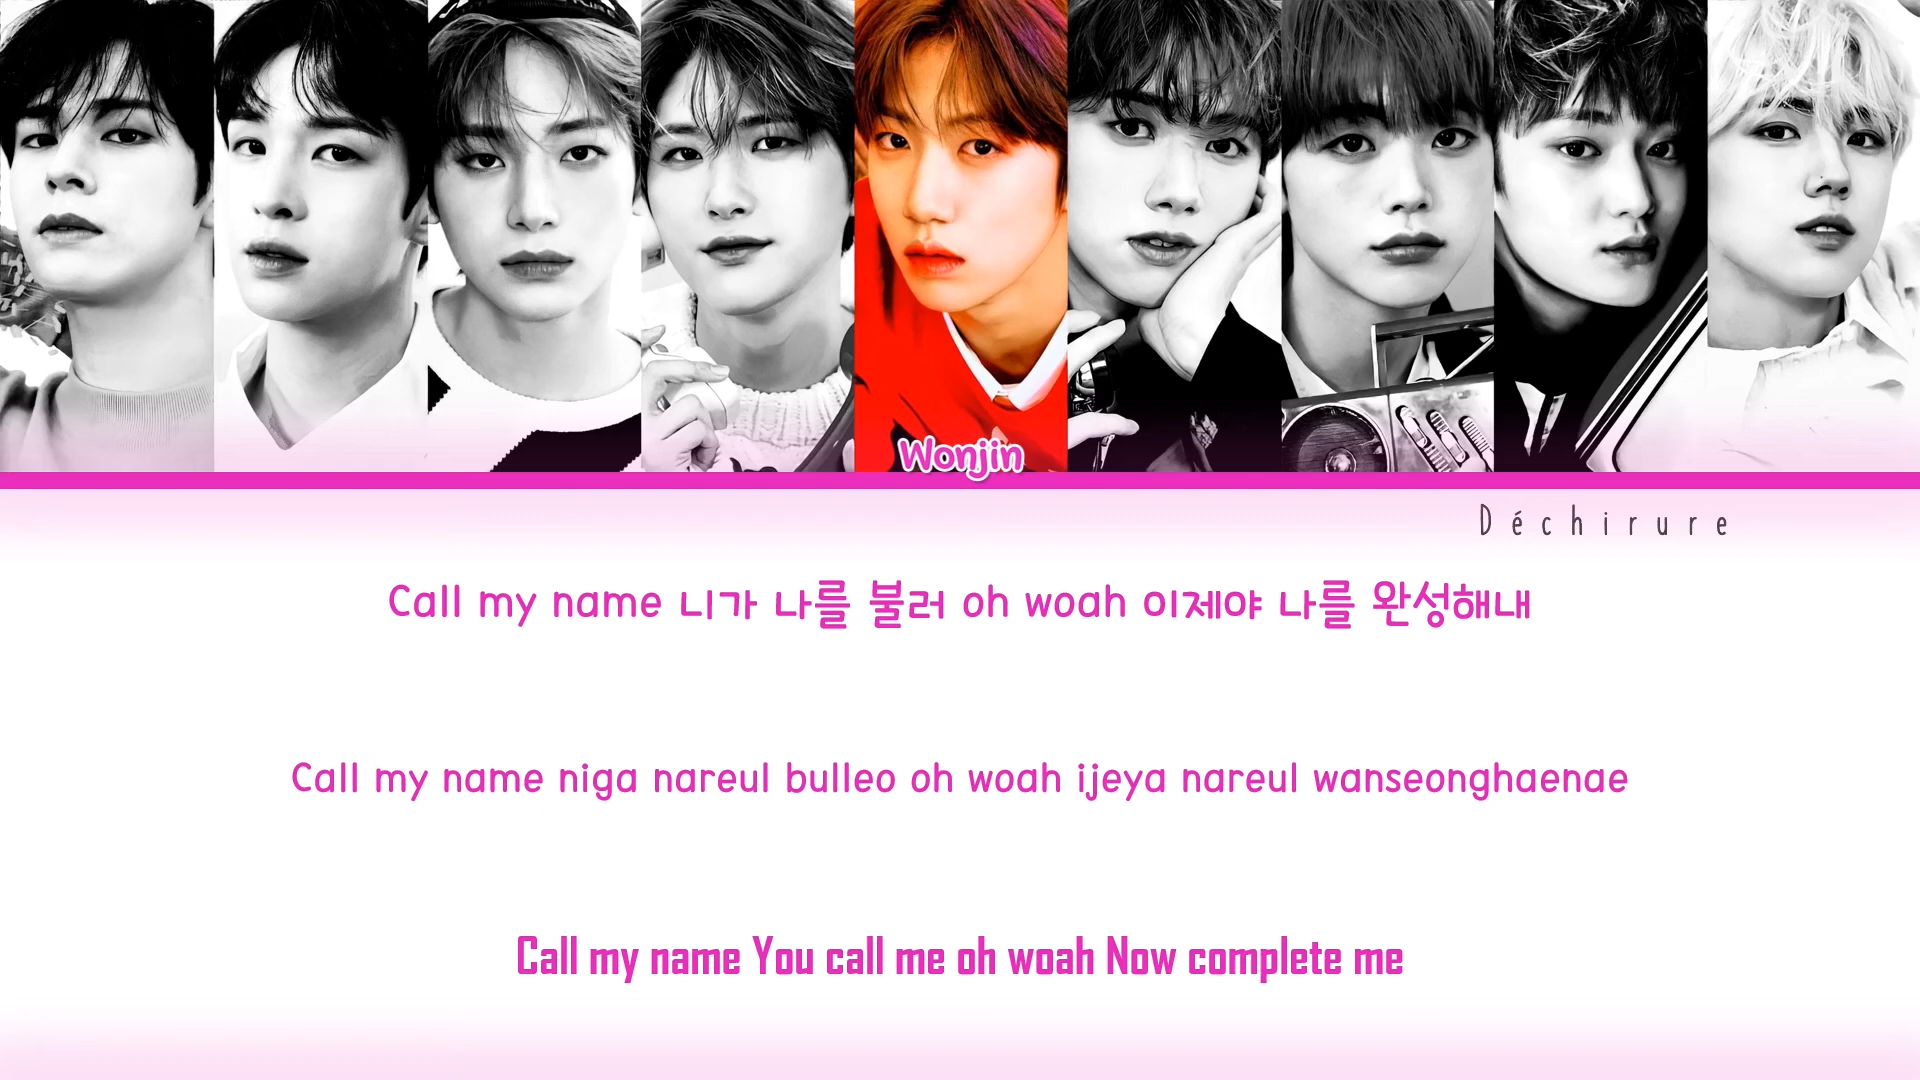 Wonjin
Déchirure
Call my name 니가 나를 불러 oh woah 이제야 나를 완성해내
Call my name niga nareul bulleo oh woah ijeya nareul wanseonghaenae
Call my name You call me oh woah Now complete me